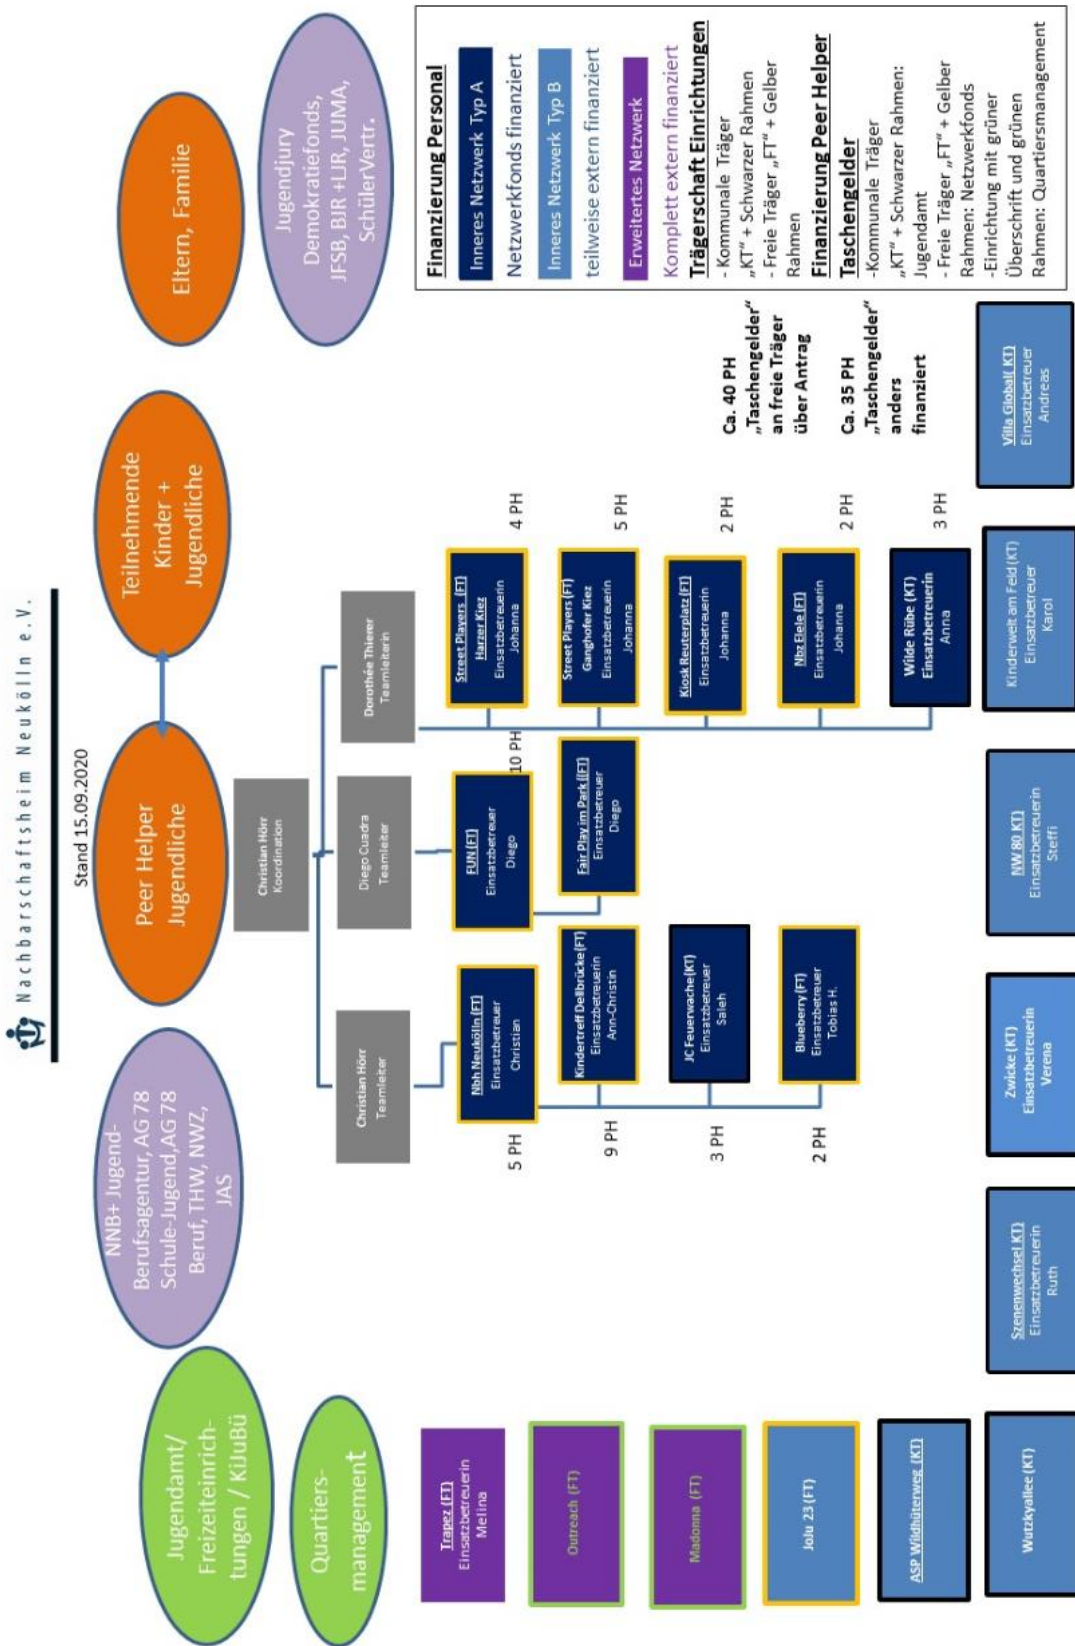 Nachbarschaftsheim Neukölln e.V.
Stand 15.09.2020
Jugendamt/
Freizeiteinrich-
tungen / KiJuBü
Quartiers-
management
NNB+ Jugend-
Berufsagentur, AG 78
Schule-Jugend,AG 78
Beruf, THW, NWZ,
JAS
Peer Helper
Jugendliche
Teilnehmende
Kinder +
Jugendliche
Eltern, Familie
Jugendjury
Demokratiefonds,
JFSB, BJR +LJR, JUMA,
SchülerVertr.
Christian Hörr
Koordination
Christian Hörr
Teamleiter
Diego Cuadra
Teamleiter
Dorothée Thierer
Teamleiterin
Nbh Neukölln (FT)
Einsatzbetreuer
Christian
5 PH
Kindertreff Delbrücke (FT)
Einsatzbetreuerin
Ann-Christin
9 PH
JC Feuerwache (KT)
Einsatzbetreuer
Saleh
3 PH
Blueberry (FT)
Einsatzbetreuer
Tobias H.
2 PH
FUN (FT)
Einsatzbetreuer
Diego
10 PH
Fair Play im Park ((FT)
Einsatzbetreuer
Diego
Street Players (FT)
Harzer Kiez
Einsatzbetreuerin
Johanna
4 PH
Street Players (FT)
Ganghofer Kiez
Einsatzbetreuerin
Johanna
5 PH
Kiosk Reuterplatz (FT)
Einsatzbetreuerin
Johanna
2 PH
Nbz Elele (FT)
Einsatzbetreuerin
Johanna
2 PH
Wilde Rübe (KT)
Einsatzbetreuerin
Anna
3 PH
Trapez (FT)
Einsatzbetreuerin
Melina
Outreach (FT)
Madonna (FT)
JoJu 23 (FT)
ASP Wildhüterweg (KT)
Wutzkyallee (KT)
Szenenwechsel KT)
Einsatzbetreuerin
Ruth
Zwicke (KT)
Einsatzbetreuerin
Verena
NW 80 KT)
Einsatzbetreuerin
Steffi
Kinderwelt am Feld (KT)
Einsatzbetreuer
Karol
Villa Global( KT)
Einsatzbetreuer
Andreas
Ca. 40 PH
„Taschengelder“
an freie Träger
über Antrag
Ca. 35 PH
„Taschengelder“
anders
finanziert
Finanzierung Personal
Inneres Netzwerk Typ A
Netzwerkfonds finanziert
Inneres Netzwerk Typ B
teilweise extern finanziert
Erweitertes Netzwerk
Komplett extern finanziert
Trägerschaft Einrichtungen
- Kommunale Träger
„KT“ + Schwarzer Rahmen
- Freie Träger „FT“ + Gelber
Rahmen
Finanzierung Peer Helper
Taschengelder
-Kommunale Träger
„KT“ + Schwarzer Rahmen:
Jugendamt
- Freie Träger „FT“ + Gelber
Rahmen: Netzwerkfonds
-Einrichtung mit grüner
Überschrift und grünen
Rahmen: Quartiersmanagement